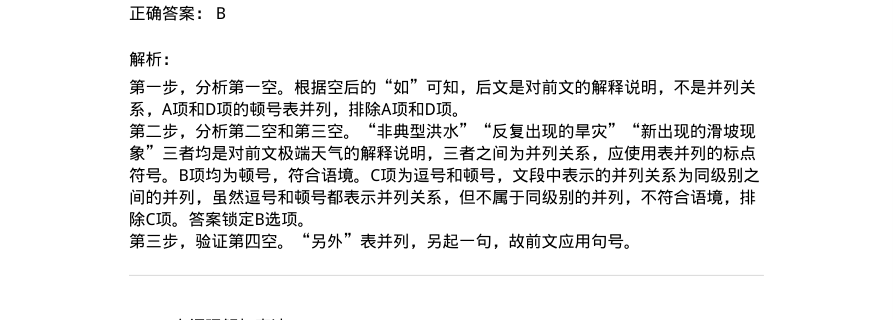 正确答案： B
解析：
第一步，分析第一空。根据空后的“如”可知，后文是对前文的解释说明，不是并列关
系，A项和D项的顿号表并列，排除A项和D项。
第二步，分析第二空和第三空。“非典型洪水”“反复出现的旱灾”“新出现的滑坡现
象”三者均是对前文极端天气的解释说明，三者之间为并列关系，应使用表并列的标点
符号。B项均为顿号，符合语境。C项为逗号和顿号，文段中表示的并列关系为同级别之
间的并列，虽然逗号和顿号都表示并列关系，但不属于同级别的并列，不符合语境，排
除C项。答案锁定B选项。
第三步，验证第四空。“另外”表并列，另起一句，故前文应用句号。